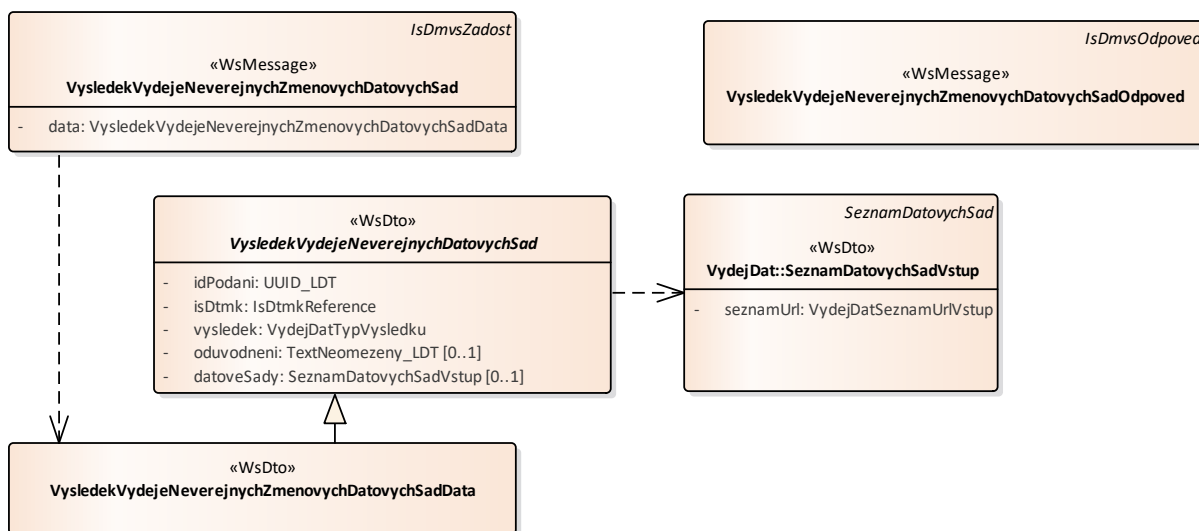 IsDmvsZadost
«WsMessage»
VysledekVydejeNeverejnychZmenovychDatovychSad
- data: VysledekVydejeNeverejnychZmenovychDatovychSadData
IsDmvsOdpoved
«WsMessage»
VysledekVydejeNeverejnychZmenovychDatovychSadOdpoved
«WsDto»
VysledekVydejeNeverejnychDatovychSad
- idPodani: UUID_LDT
- isDtmk: IsDtmkReference
- vysledek: VydejDatTypVysledku
- oduvodneni: TextNeomezeny_LDT [0..1]
- datoveSady: SeznamDatovychSadVstup [0..1]
SeznamDatovychSad
«WsDto»
VydejDat::SeznamDatovychSadVstup
- seznamUrl: VydejDatSeznamUrlVstup
«WsDto»
VysledekVydejeNeverejnychZmenovychDatovychSadData